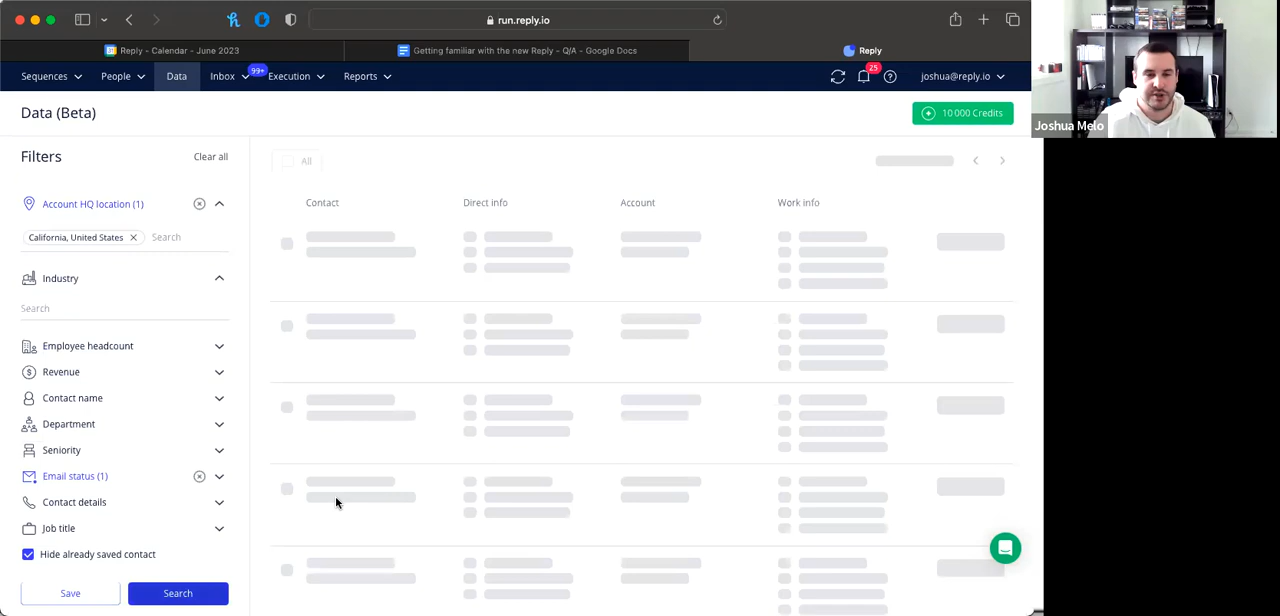 run.reply.io
Reply - Calendar - June 2023
Getting familiar with the new Reply - Q/A - Google Docs
Reply
Sequences People Data Inbox 99+ Execution Reports 25 joshua@reply.io
Data (Beta)
10 000 Credits
Filters
Clear all
All
Account HQ location (1)
Contact Direct info Account Work info
California, United States Search
Industry
Search
Employee headcount
Revenue
Contact name
Department
Seniority
Email status (1)
Contact details
Job title
Hide already saved contact
Save Search
Joshua Melo